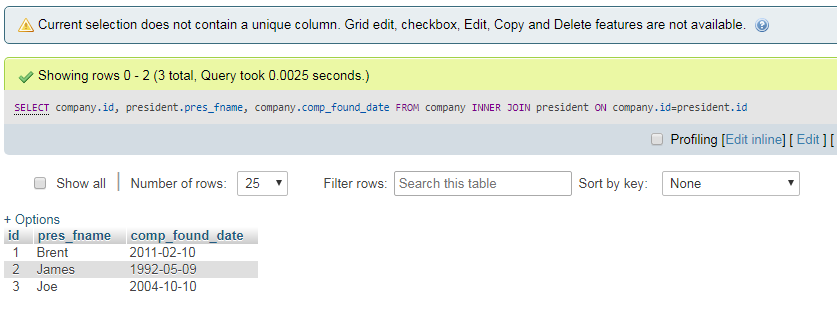 Current selection does not contain a unique column. Grid edit, checkbox, Edit, Copy and Delete features are not available.
Showing rows 0 - 2 (3 total, Query took 0.0025 seconds.)
SELECT company.id, president.pres_fname, company.comp_found_date FROM company INNER JOIN president ON company.id=president.id
Profiling [Edit inline] [ Edit ] [
Show all | Number of rows: 25 Filter rows: Search this table Sort by key: None
+ Options
id pres_fname comp_found_date
1 Brent 2011-02-10
2 James 1992-05-09
3 Joe 2004-10-10